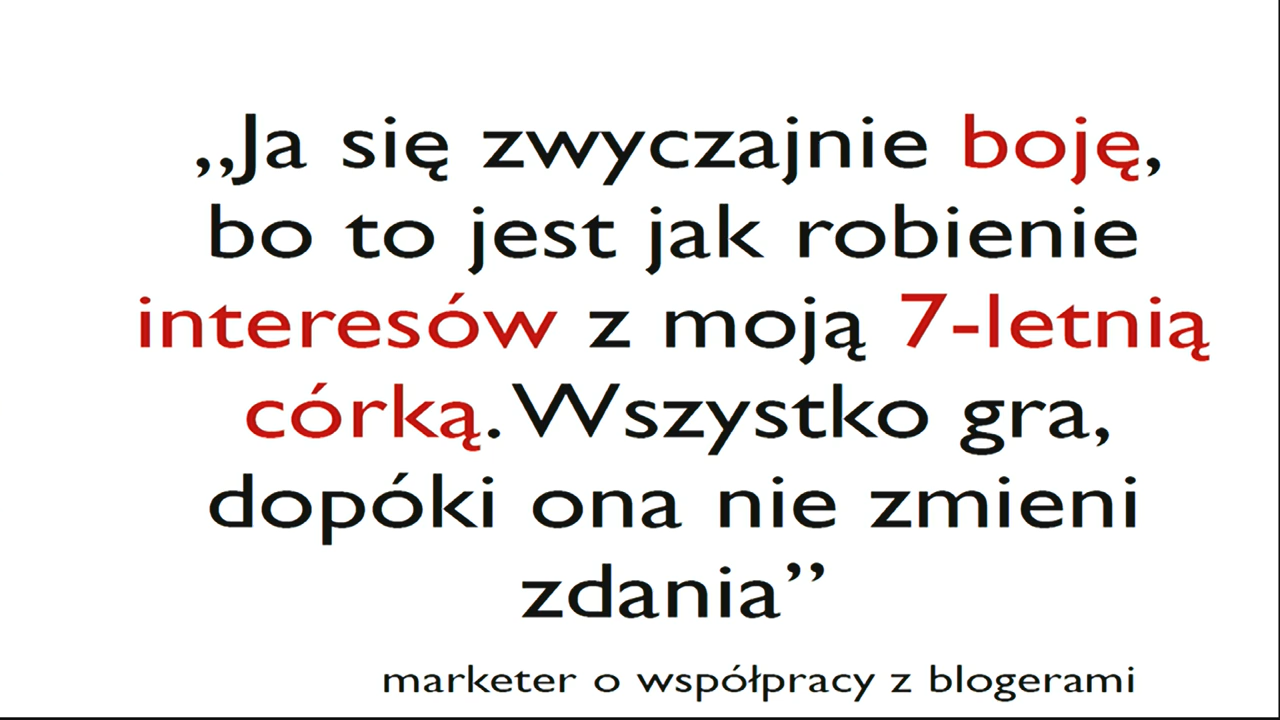 „Ja się zwyczajnie boję,
bo to jest jak robienie
interesów z moją 7-letnią
córką. Wszystko gra,
dopóki ona nie zmieni
zdania”
marketer o współpracy z blogerami